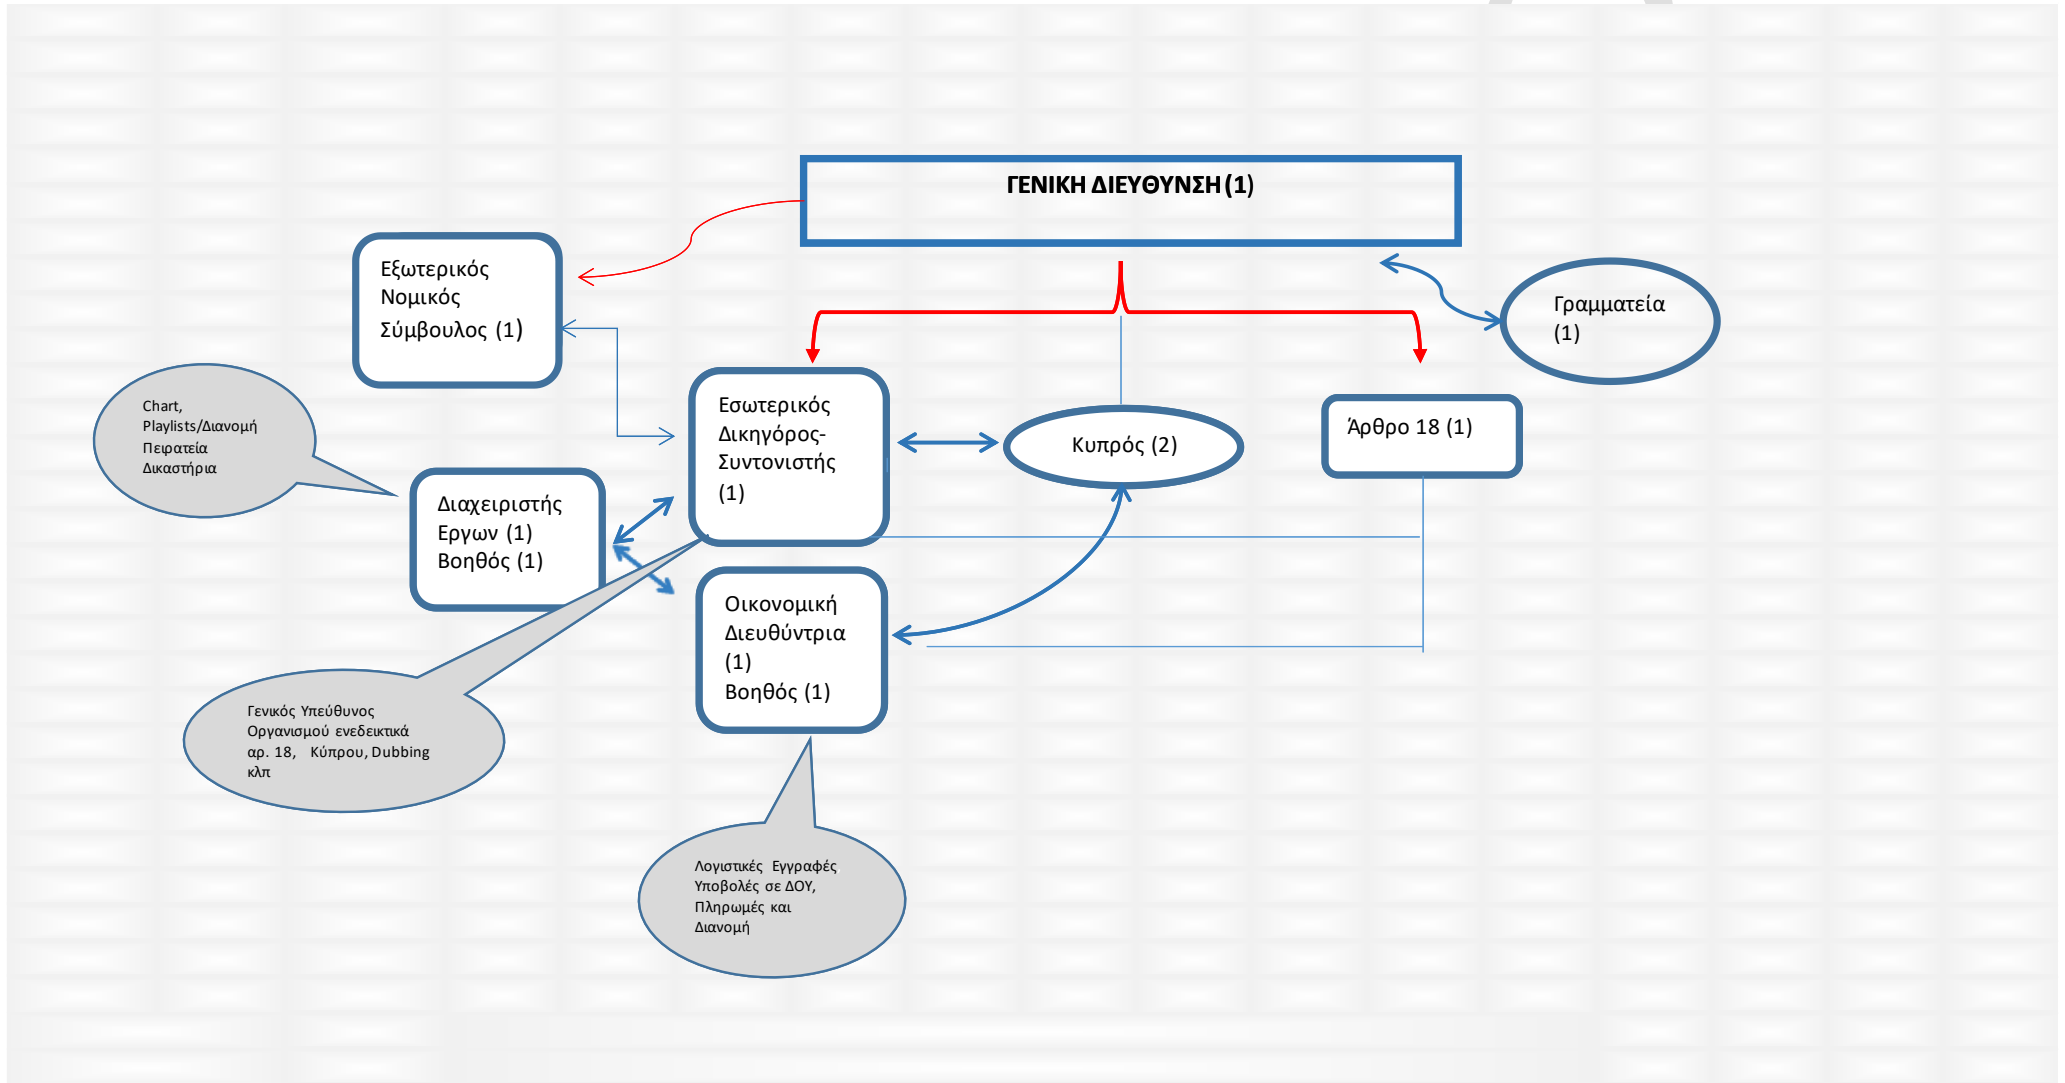 ΓΕΝΙΚΗ ΔΙΕΥΘΥΝΣΗ (1)
Εξωτερικός
Νομικός
Σύμβουλος (1)
Γραμματεία
(1)
Chart,
Playlists/Διανομή
Πειρατεία
Δικαστήρια
Εσωτερικός
Δικηγόρος-
Συντονιστής
(1)
Κυπρός (2)
Άρθρο 18 (1)
Διαχειριστής
Εργων (1)
Βοηθός (1)
Οικονομική
Διευθύντρια
(1)
Βοηθός (1)
Γενικός Υπεύθυνος
Οργανισμού ενεδεικτικά
αρ. 18, Κύπρου, Dubbing
κλπ
Λογιστικές Εγγραφές
Υποβολές σε ΔΟΥ,
Πληρωμές και
Διανομή